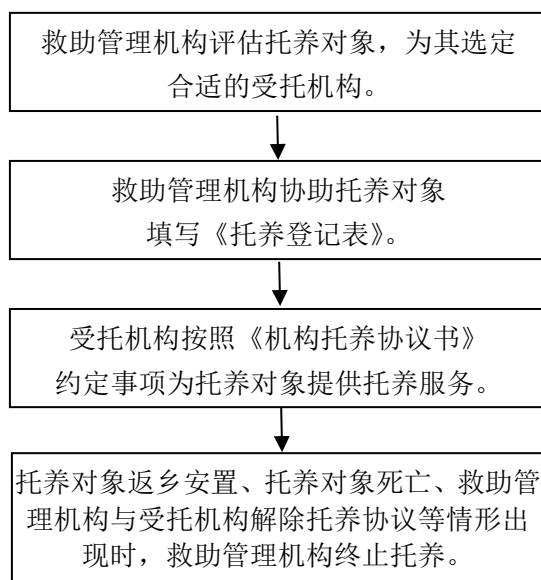 救助管理机构评估托养对象，为其选定
合适的受托机构。
救助管理机构协助托养对象
填写《托养登记表》。
受托机构按照《机构托养协议书》
约定事项为托养对象提供托养服务。
托养对象返乡安置、托养对象死亡、救助管
理机构与受托机构解除托养协议等情形出
现时，救助管理机构终止托养。